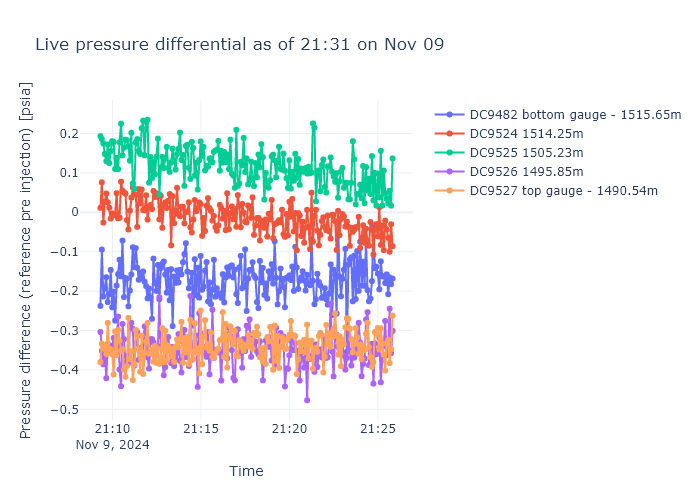 Live pressure differential as of 21:31 on Nov 09
Pressure difference (reference pre injection) [psia]
0.2
0.1
0
−0.1
−0.2
−0.3
−0.4
−0.5
21:10
Nov 9, 2024
21:15
21:20
21:25
Time
DC9482 bottom gauge - 1515.65m
DC9524 1514.25m
DC9525 1505.23m
DC9526 1495.85m
DC9527 top gauge - 1490.54m